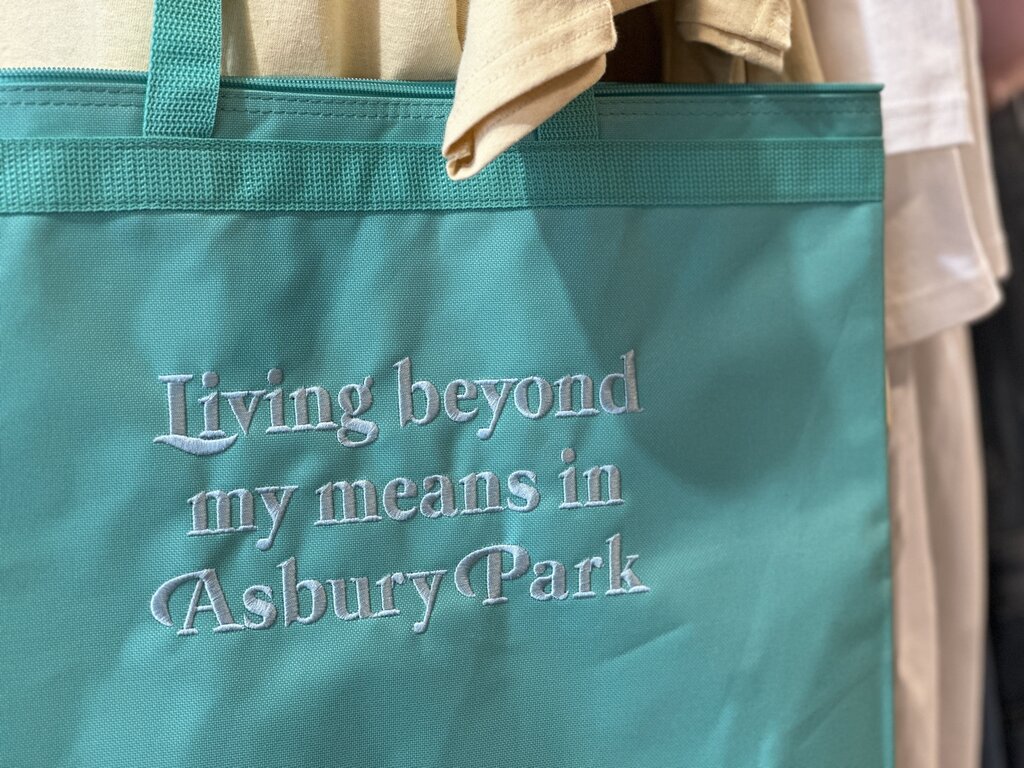 Living beyond
my means in
Asbury Park